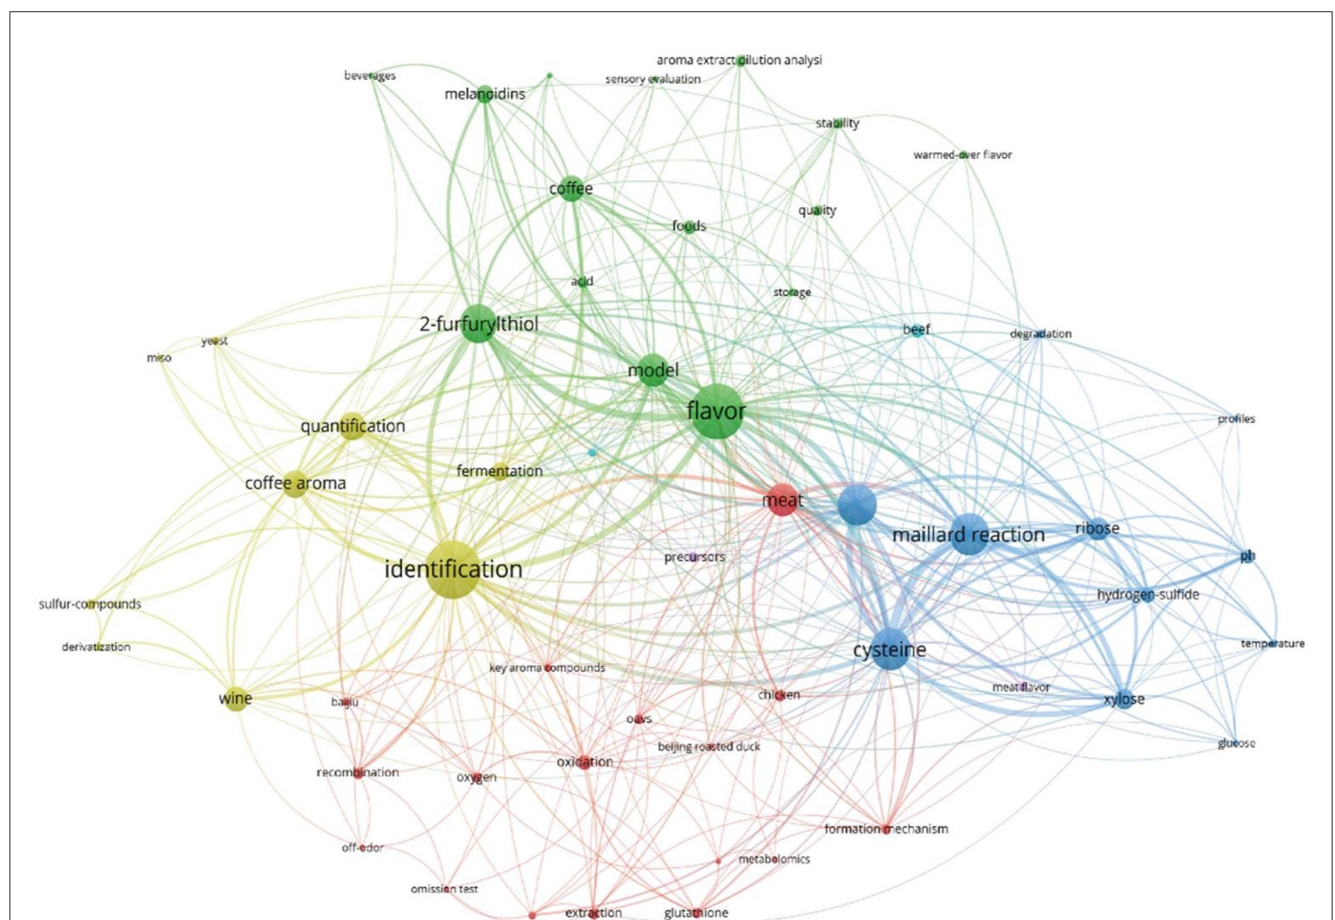 aroma extract dilution analysi
beverages
sensory evaluation
melanoidins
stability
warmed-over flavor
coffee
quality
foods
acid
storage
2-furfurylthiol
beef
degradation
yeast
miso
model
flavor
profiles
quantification
fermentation
coffee aroma
meat
ribose
maillard reaction
precursors
ph
identification
hydrogen-sulfide
sulfur-compounds
derivatization
temperature
cysteine
key aroma compounds
meat flavor
chicken
wine
baijiu
xylose
oavs
beijing roasted duck
glucose
oxidation
recombination
oxygen
formation mechanism
off-odor
metabolomics
omission test
extraction
glutathione